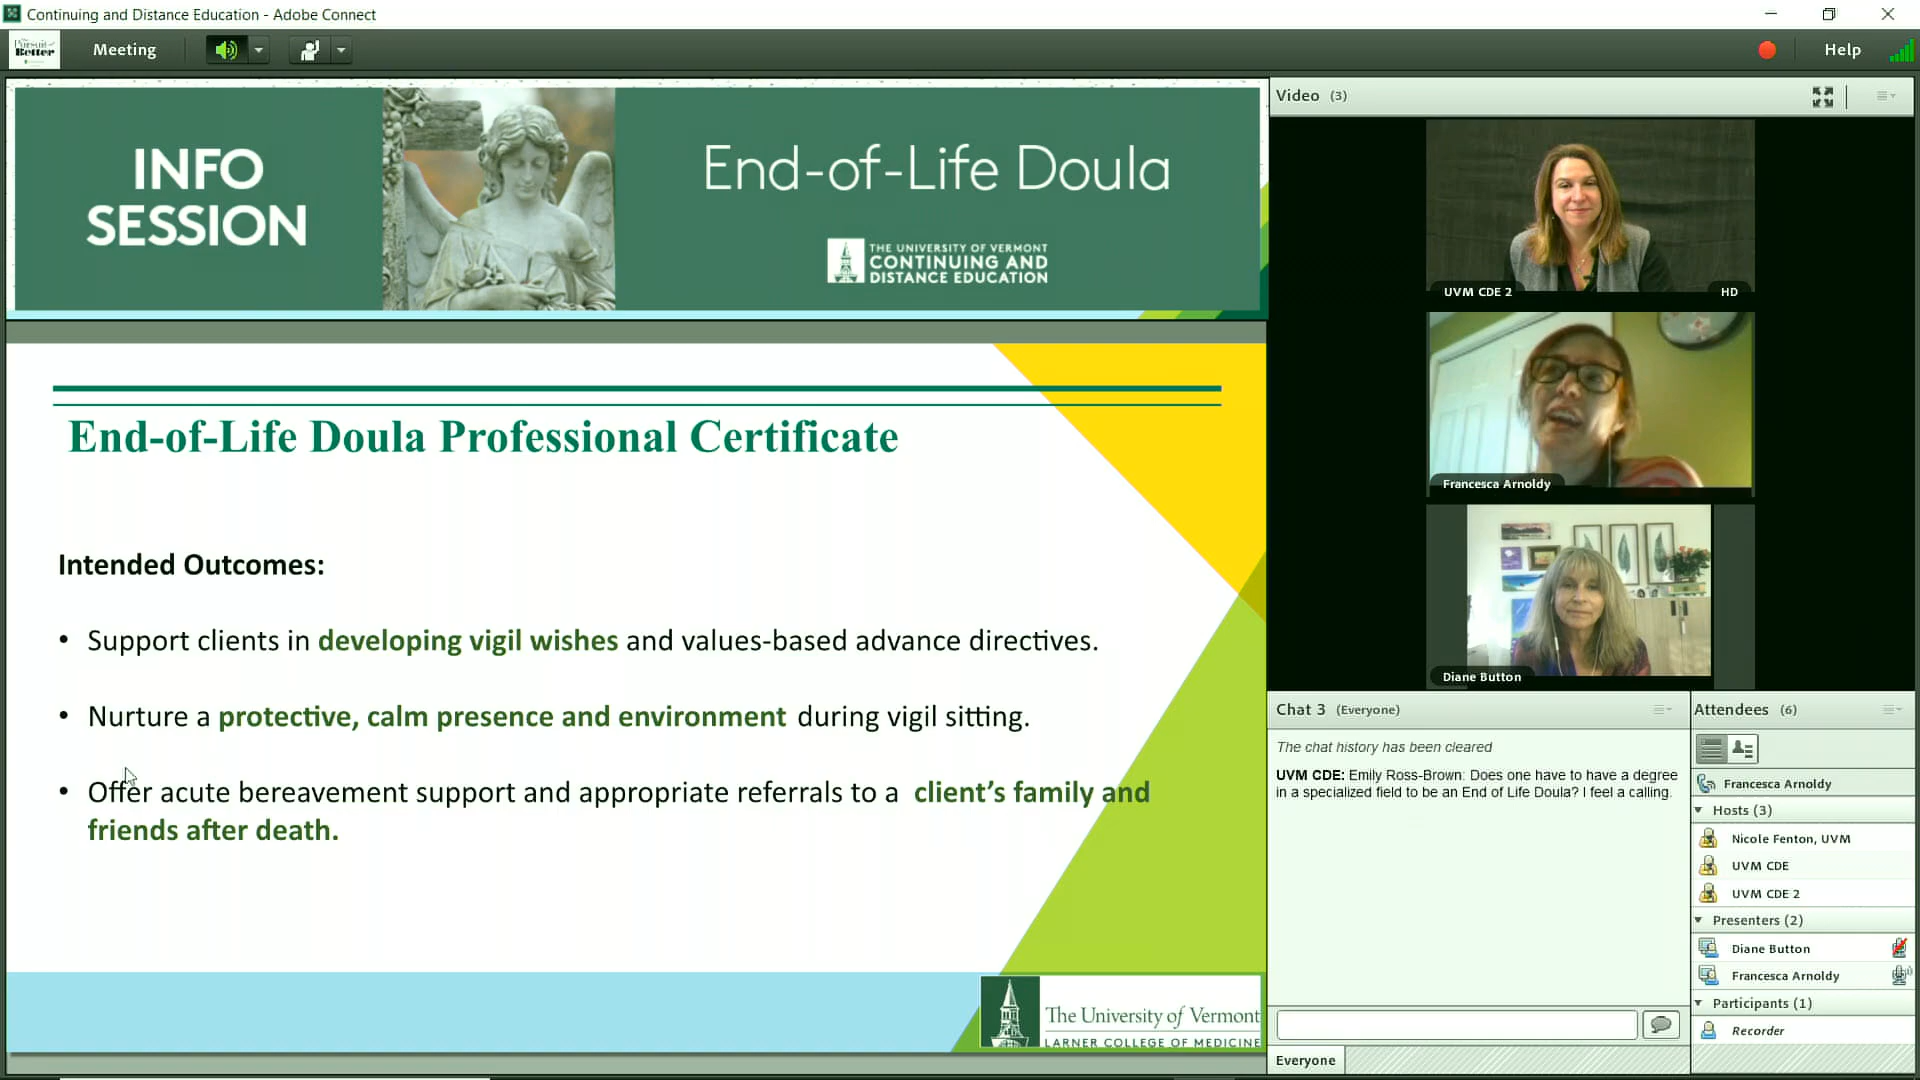 Continuing and Distance Education - Adobe Connect
Pursuit of
Better
Meeting
Help
INFO
SESSION
End-of-Life Doula
THE UNIVERSITY OF VERMONT
CONTINUING AND
DISTANCE EDUCATION
End-of-Life Doula Professional Certificate
Intended Outcomes:
• Support clients in developing vigil wishes and values-based advance directives.
• Nurture a protective, calm presence and environment during vigil sitting.
• Offer acute bereavement support and appropriate referrals to a client’s family and
friends after death.
The University of Vermont
LARNER COLLEGE OF MEDICINE
Video (3)
UVM CDE 2
HD
Francesca Arnoldy
Diane Button
Chat 3 (Everyone)
The chat history has been cleared
UVM CDE: Emily Ross-Brown: Does one have to have a degree
in a specialized field to be an End of Life Doula? I feel a calling.
Everyone
Attendees (6)
Francesca Arnoldy
Hosts (3)
Nicole Fenton, UVM
UVM CDE
UVM CDE 2
Presenters (2)
Diane Button
Francesca Arnoldy
Participants (1)
Recorder